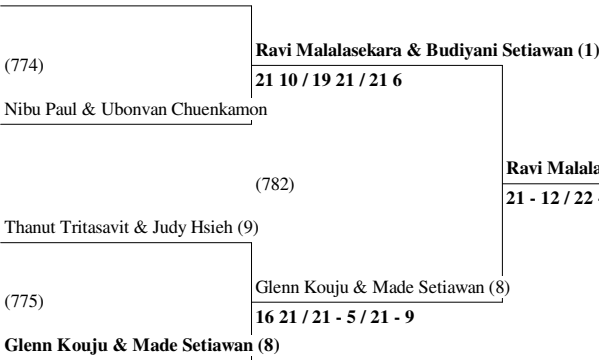 Ravi Malalasekara & Budiyani Setiawan (1)
(774)
21 10 / 19 21 / 21 6
Nibu Paul & Ubonvan Chuenkamon
Ravi Malala
(782)
21 - 12 / 22
Thanut Tritasavit & Judy Hsieh (9)
Glenn Kouju & Made Setiawan (8)
(775)
16 21 / 21 - 5 / 21 - 9
Glenn Kouju & Made Setiawan (8)